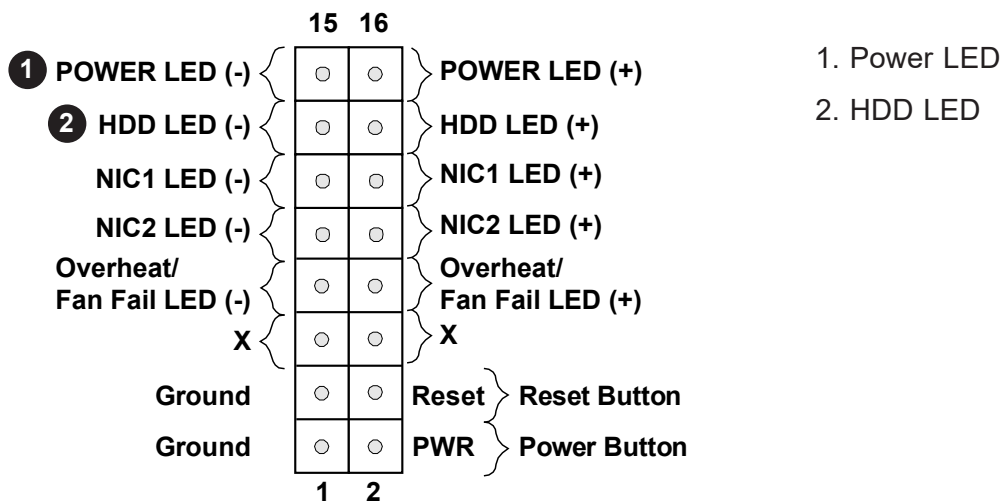 15 16
1 POWER LED (-) POWER LED (+)
2 HDD LED (-) HDD LED (+)
NIC1 LED (-) NIC1 LED (+)
NIC2 LED (-) NIC2 LED (+)
Overheat/ Overheat/
Fan Fail LED (-) Fan Fail LED (+)
X X
Ground Reset Reset Button
Ground PWR Power Button
1 2
1. Power LED
2. HDD LED